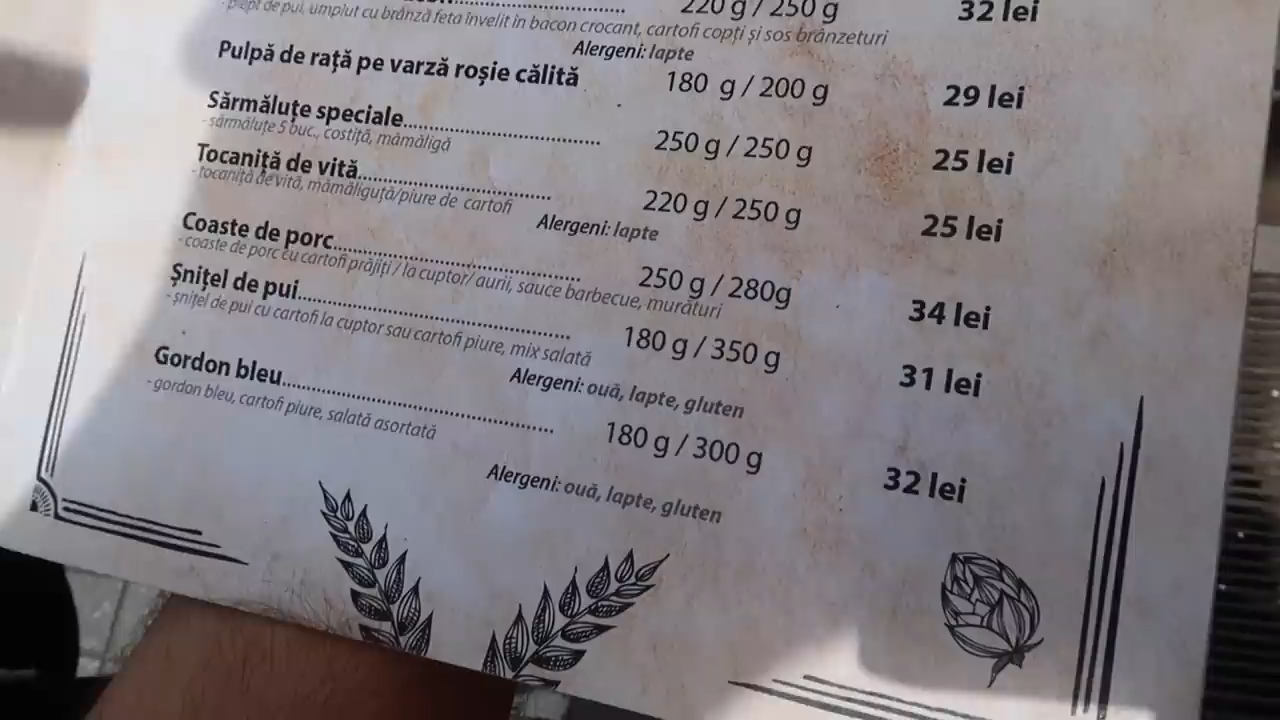 220 g / 250 g 32 lei
piept de pui, umplut cu brânză feta învelit în bacon crocant, cartofi copți și sos brânzeturi
Alergeni: lapte
Pulpă de rață pe varză roșie călită 180 g / 200 g 29 lei
Sărmăluțe speciale 250 g / 250 g 25 lei
- sărmăluțe 5 buc., costiță, mămăligă
Tocaniță de vită 220 g / 250 g 25 lei
- tocaniță de vită, mămăliguță/piure de cartofi
Alergeni: lapte
Coaste de porc 250 g / 280g 34 lei
- coaste de porc cu cartofi prăjiți / la cuptor/ aurii, sauce barbecue, murături
Șnițel de pui 180 g / 350 g 31 lei
- șnițel de pui cu cartofi la cuptor sau cartofi piure, mix salată
Alergeni: ouă, lapte, gluten
Gordon bleu 180 g / 300 g 32 lei
- gordon bleu, cartofi piure, salată asortată
Alergeni: ouă, lapte, gluten